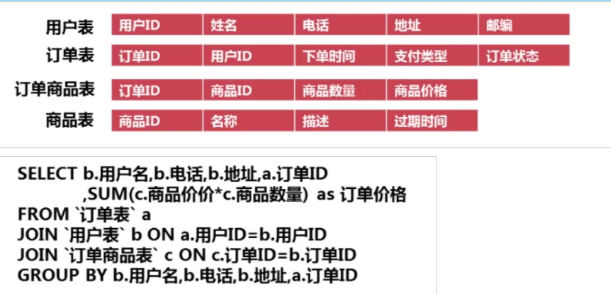 用户表 用户ID 姓名 电话 地址 邮编
订单表 订单ID 用户ID 下单时间 支付类型 订单状态
订单商品表 订单ID 商品ID 商品数量 商品价格
商品表 商品ID 名称 描述 过期时间
SELECT b.用户名,b.电话,b.地址,a.订单ID
,SUM(c.商品价价*c.商品数量) as 订单价格
FROM `订单表` a
JOIN `用户表` b ON a.用户ID=b.用户ID
JOIN `订单商品表` c ON c.订单ID=b.订单ID
GROUP BY b.用户名,b.电话,b.地址,a.订单ID